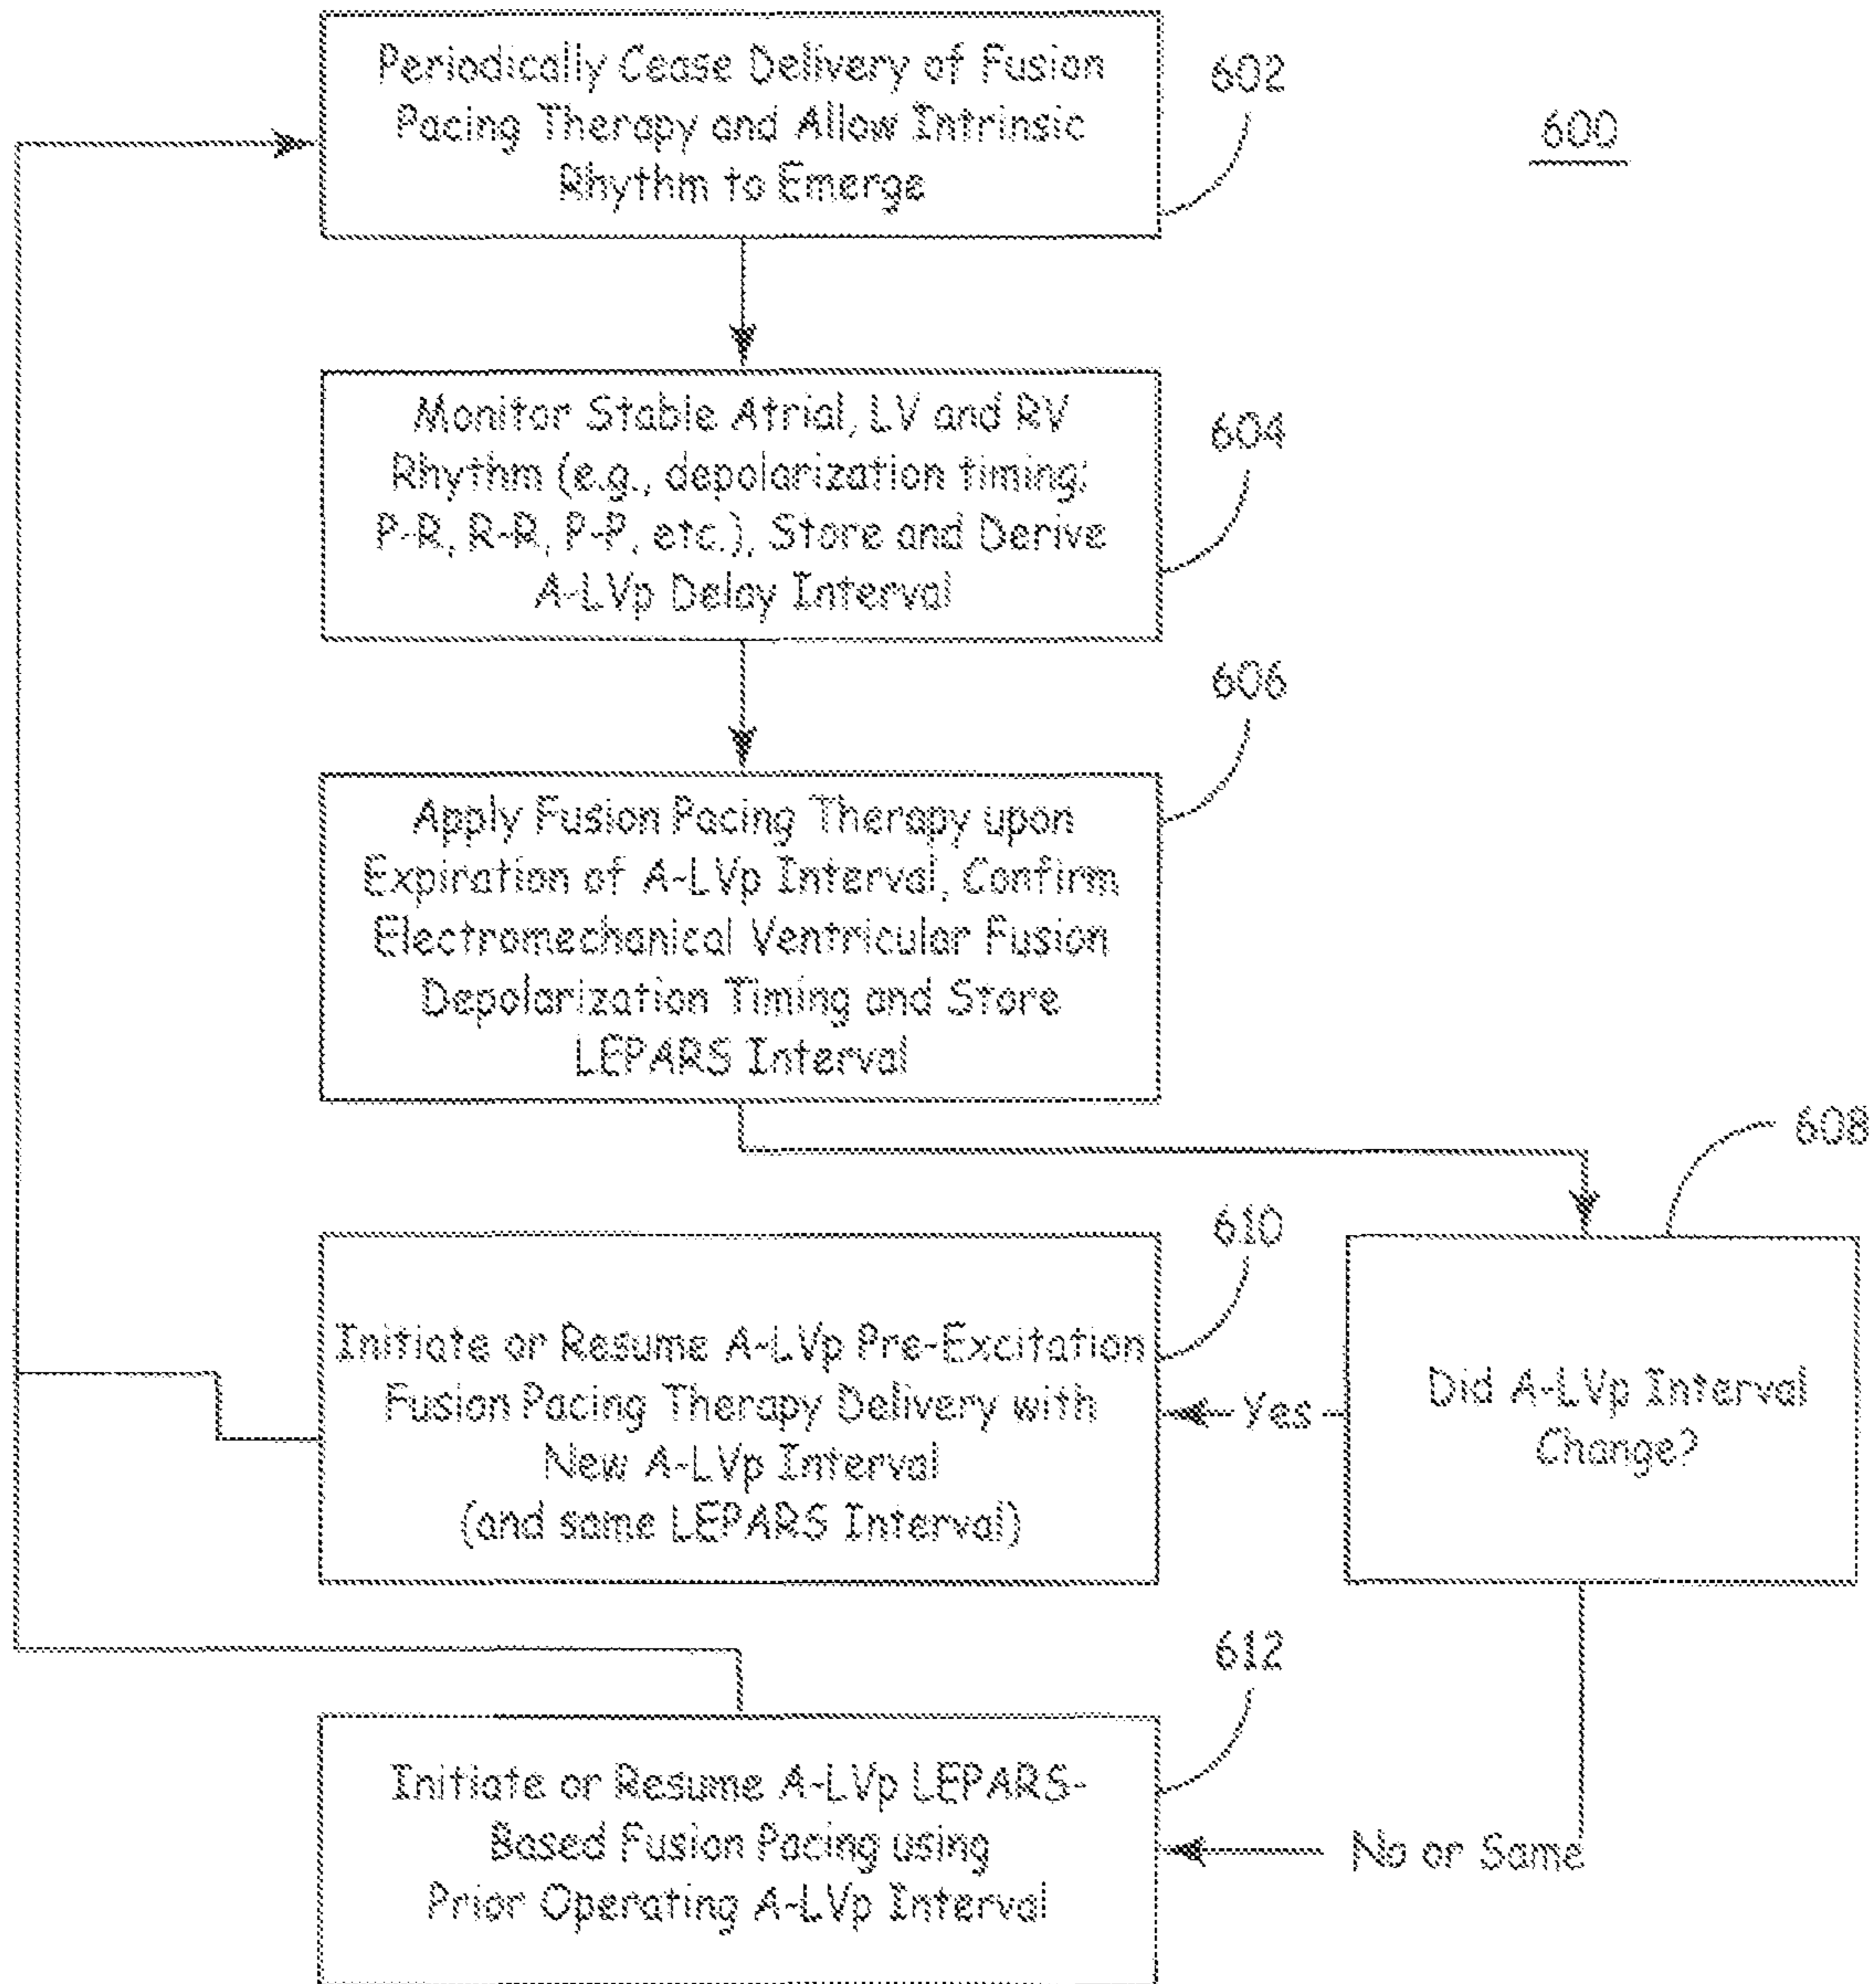 Periodically Cease Delivery of Fusion
Pacing Therapy and Allow Intrinsic
Rhythm to Emerge
602
600
Monitor Stable Atrial, LV and RV
Rhythm (e.g., depolarization timing;
P-R, R-R, P-P, etc.), Store and Derive
A-LVp Delay Interval
604
606
Apply Fusion Pacing Therapy upon
Expiration of A-LVp Interval, Confirm
Electromechanical Ventricular Fusion
Depolarization Timing and Store
LEPARS Interval
608
610
Initiate or Resume A-LVp Pre-Excitation
Fusion Pacing Therapy Delivery with
New A-LVp Interval
(and same LEPARS Interval)
Yes
Did A-LVp Interval
Change?
612
Initiate or Resume A-LVp LEPARS-
Based Fusion Pacing using
Prior Operating A-LVp Interval
No or Same